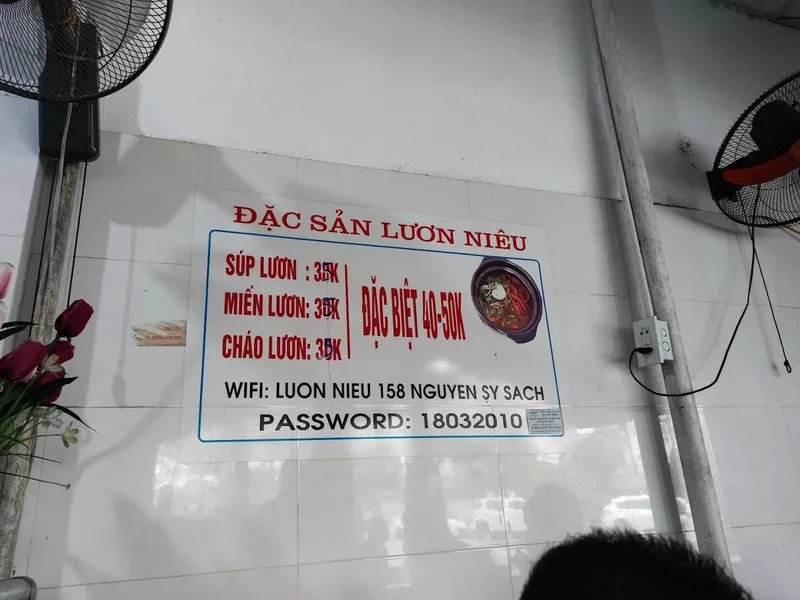 ĐẶC SẢN LƯƠN NIÊU
SÚP LƯƠN : 35K
MIẾN LƯƠN: 35K
CHÁO LƯƠN: 35K
ĐẶC BIỆT 40-50K
WIFI: LUON NIEU 158 NGUYEN SY SACH
PASSWORD: 18032010